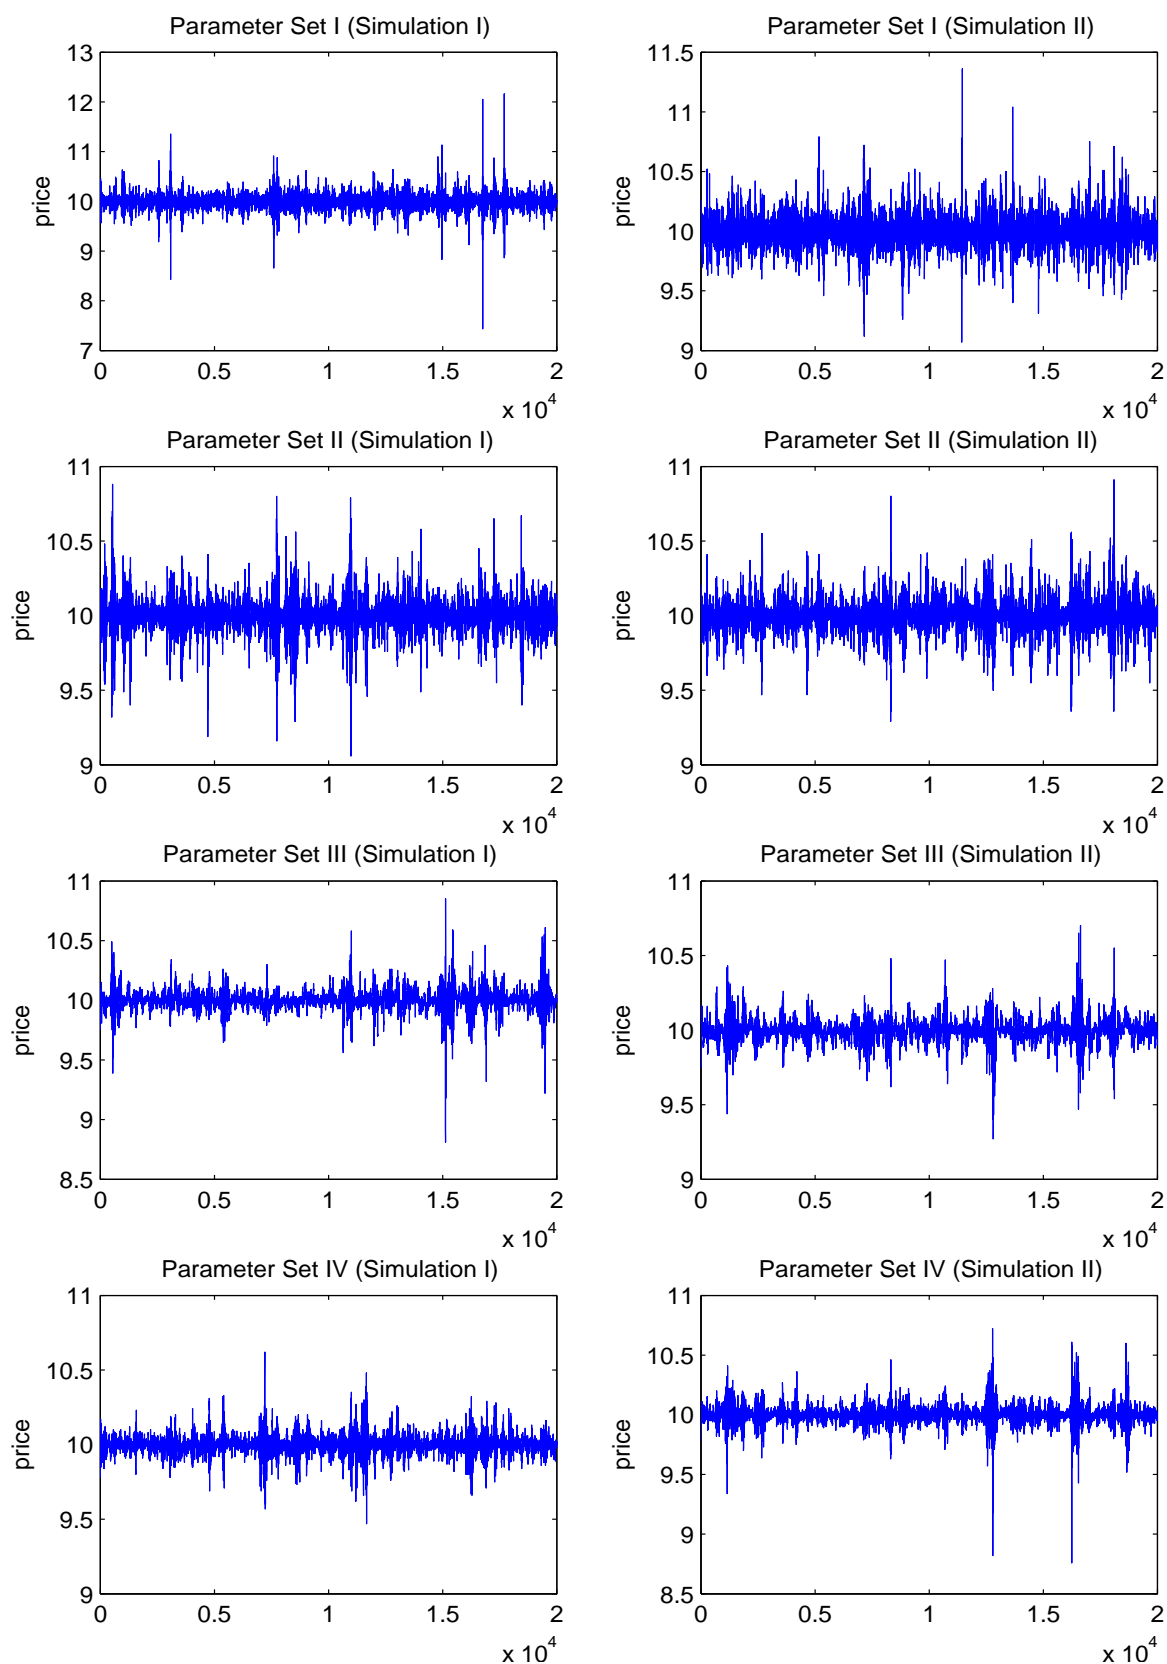 Parameter Set I (Simulation I)
13
12
11
10
9
8
7
price
0 0.5 1 1.5 2
x 10^4
Parameter Set I (Simulation II)
11.5
11
10.5
10
9.5
9
price
0 0.5 1 1.5 2
x 10^4
Parameter Set II (Simulation I)
11
10.5
10
9.5
9
price
0 0.5 1 1.5 2
x 10^4
Parameter Set II (Simulation II)
11
10.5
10
9.5
9
price
0 0.5 1 1.5 2
x 10^4
Parameter Set III (Simulation I)
11
10.5
10
9.5
9
8.5
price
0 0.5 1 1.5 2
x 10^4
Parameter Set III (Simulation II)
11
10.5
10
9.5
9
price
0 0.5 1 1.5 2
x 10^4
Parameter Set IV (Simulation I)
11
10.5
10
9.5
9
price
0 0.5 1 1.5 2
x 10^4
Parameter Set IV (Simulation II)
11
10.5
10
9.5
9
8.5
price
0 0.5 1 1.5 2
x 10^4